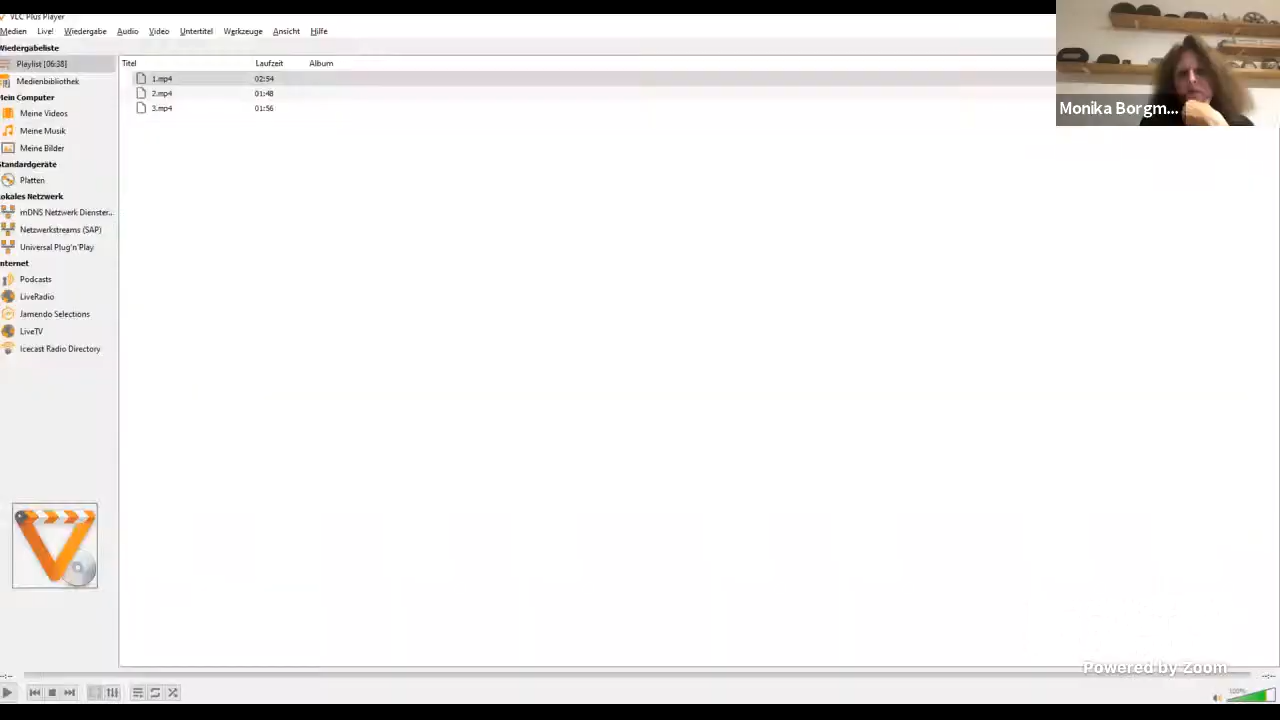 VLC Plus Player
Medien Live! Wiedergabe Audio Video Untertitel Werkzeuge Ansicht Hilfe
Wiedergabeliste
Playlist [06:38]
Medienbibliothek
Mein Computer
Meine Videos
Meine Musik
Meine Bilder
Standardgeräte
Platten
Lokales Netzwerk
mDNS Netzwerk Dienster...
Netzwerkstreams (SAP)
Universal Plug'n'Play
Internet
Podcasts
LiveRadio
Jamendo Selections
LiveTV
Icecast Radio Directory
Titel Laufzeit Album
1.mp4 02:54
2.mp4 01:48
3.mp4 01:56
Monika Borgm...
Powered by Zoom
--:-- --:--
100%